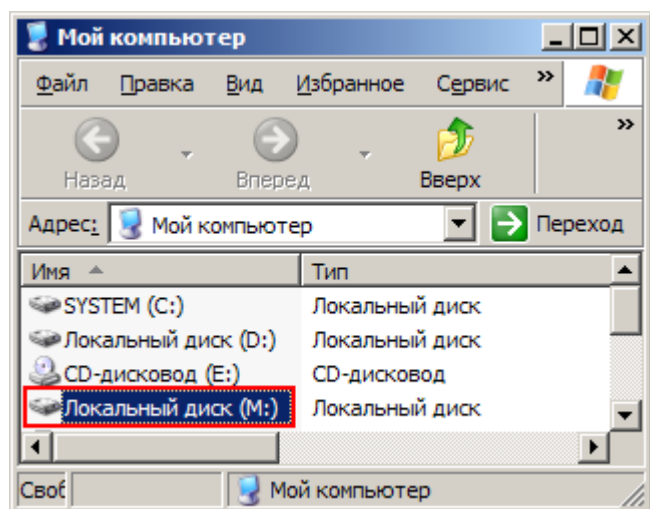 Мой компьютер
Файл Правка Вид Избранное Сервис »
»
Назад Вперед Вверх
Адрес: Мой компьютер Переход
Имя Тип
SYSTEM (C:) Локальный диск
Локальный диск (D:) Локальный диск
CD-дисковод (E:) CD-дисковод
Локальный диск (M:) Локальный диск
Своб Мой компьютер